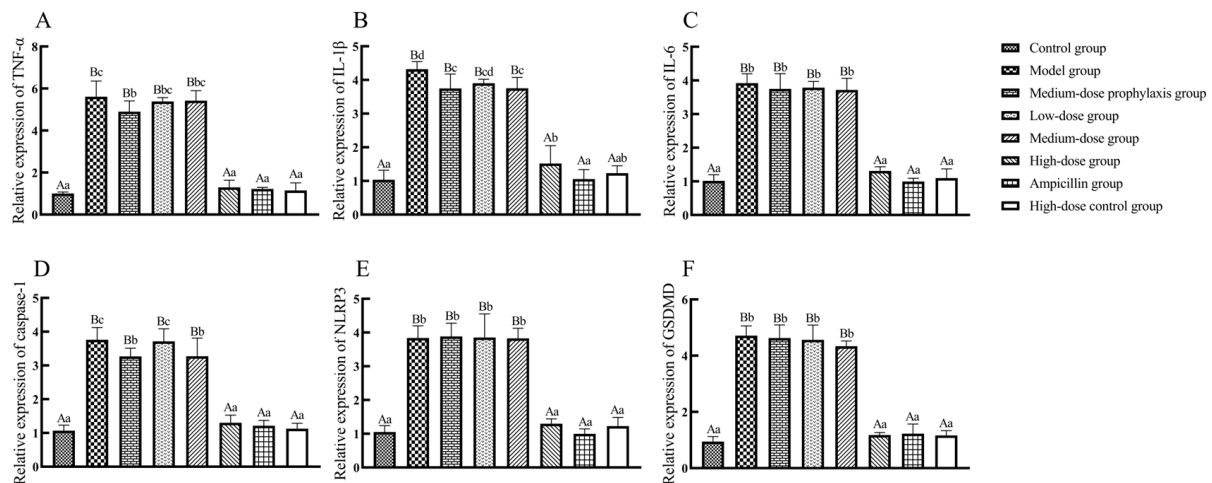 A
Relative expression of TNF-α
8
6
4
2
0
Aa
Bc
Bb
Bbc
Bbc
Aa
Aa
Aa
B
Relative expression of IL-1β
5
4
3
2
1
0
Aa
Bd
Bc
Bcd
Bc
Ab
Aa
Aab
C
Relative expression of IL-6
5
4
3
2
1
0
Aa
Bb
Bb
Bb
Bb
Aa
Aa
Aa
Control group
Model group
Medium-dose prophylaxis group
Low-dose group
Medium-dose group
High-dose group
Ampicillin group
High-dose control group
D
Relative expression of caspase-1
5
4
3
2
1
0
Aa
Bc
Bb
Bc
Bb
Aa
Aa
Aa
E
Relative expression of NLRP3
5
4
3
2
1
0
Aa
Bb
Bb
Bb
Bb
Aa
Aa
Aa
F
Relative expression of GSDMD
6
4
2
0
Aa
Bb
Bb
Bb
Bb
Aa
Aa
Aa